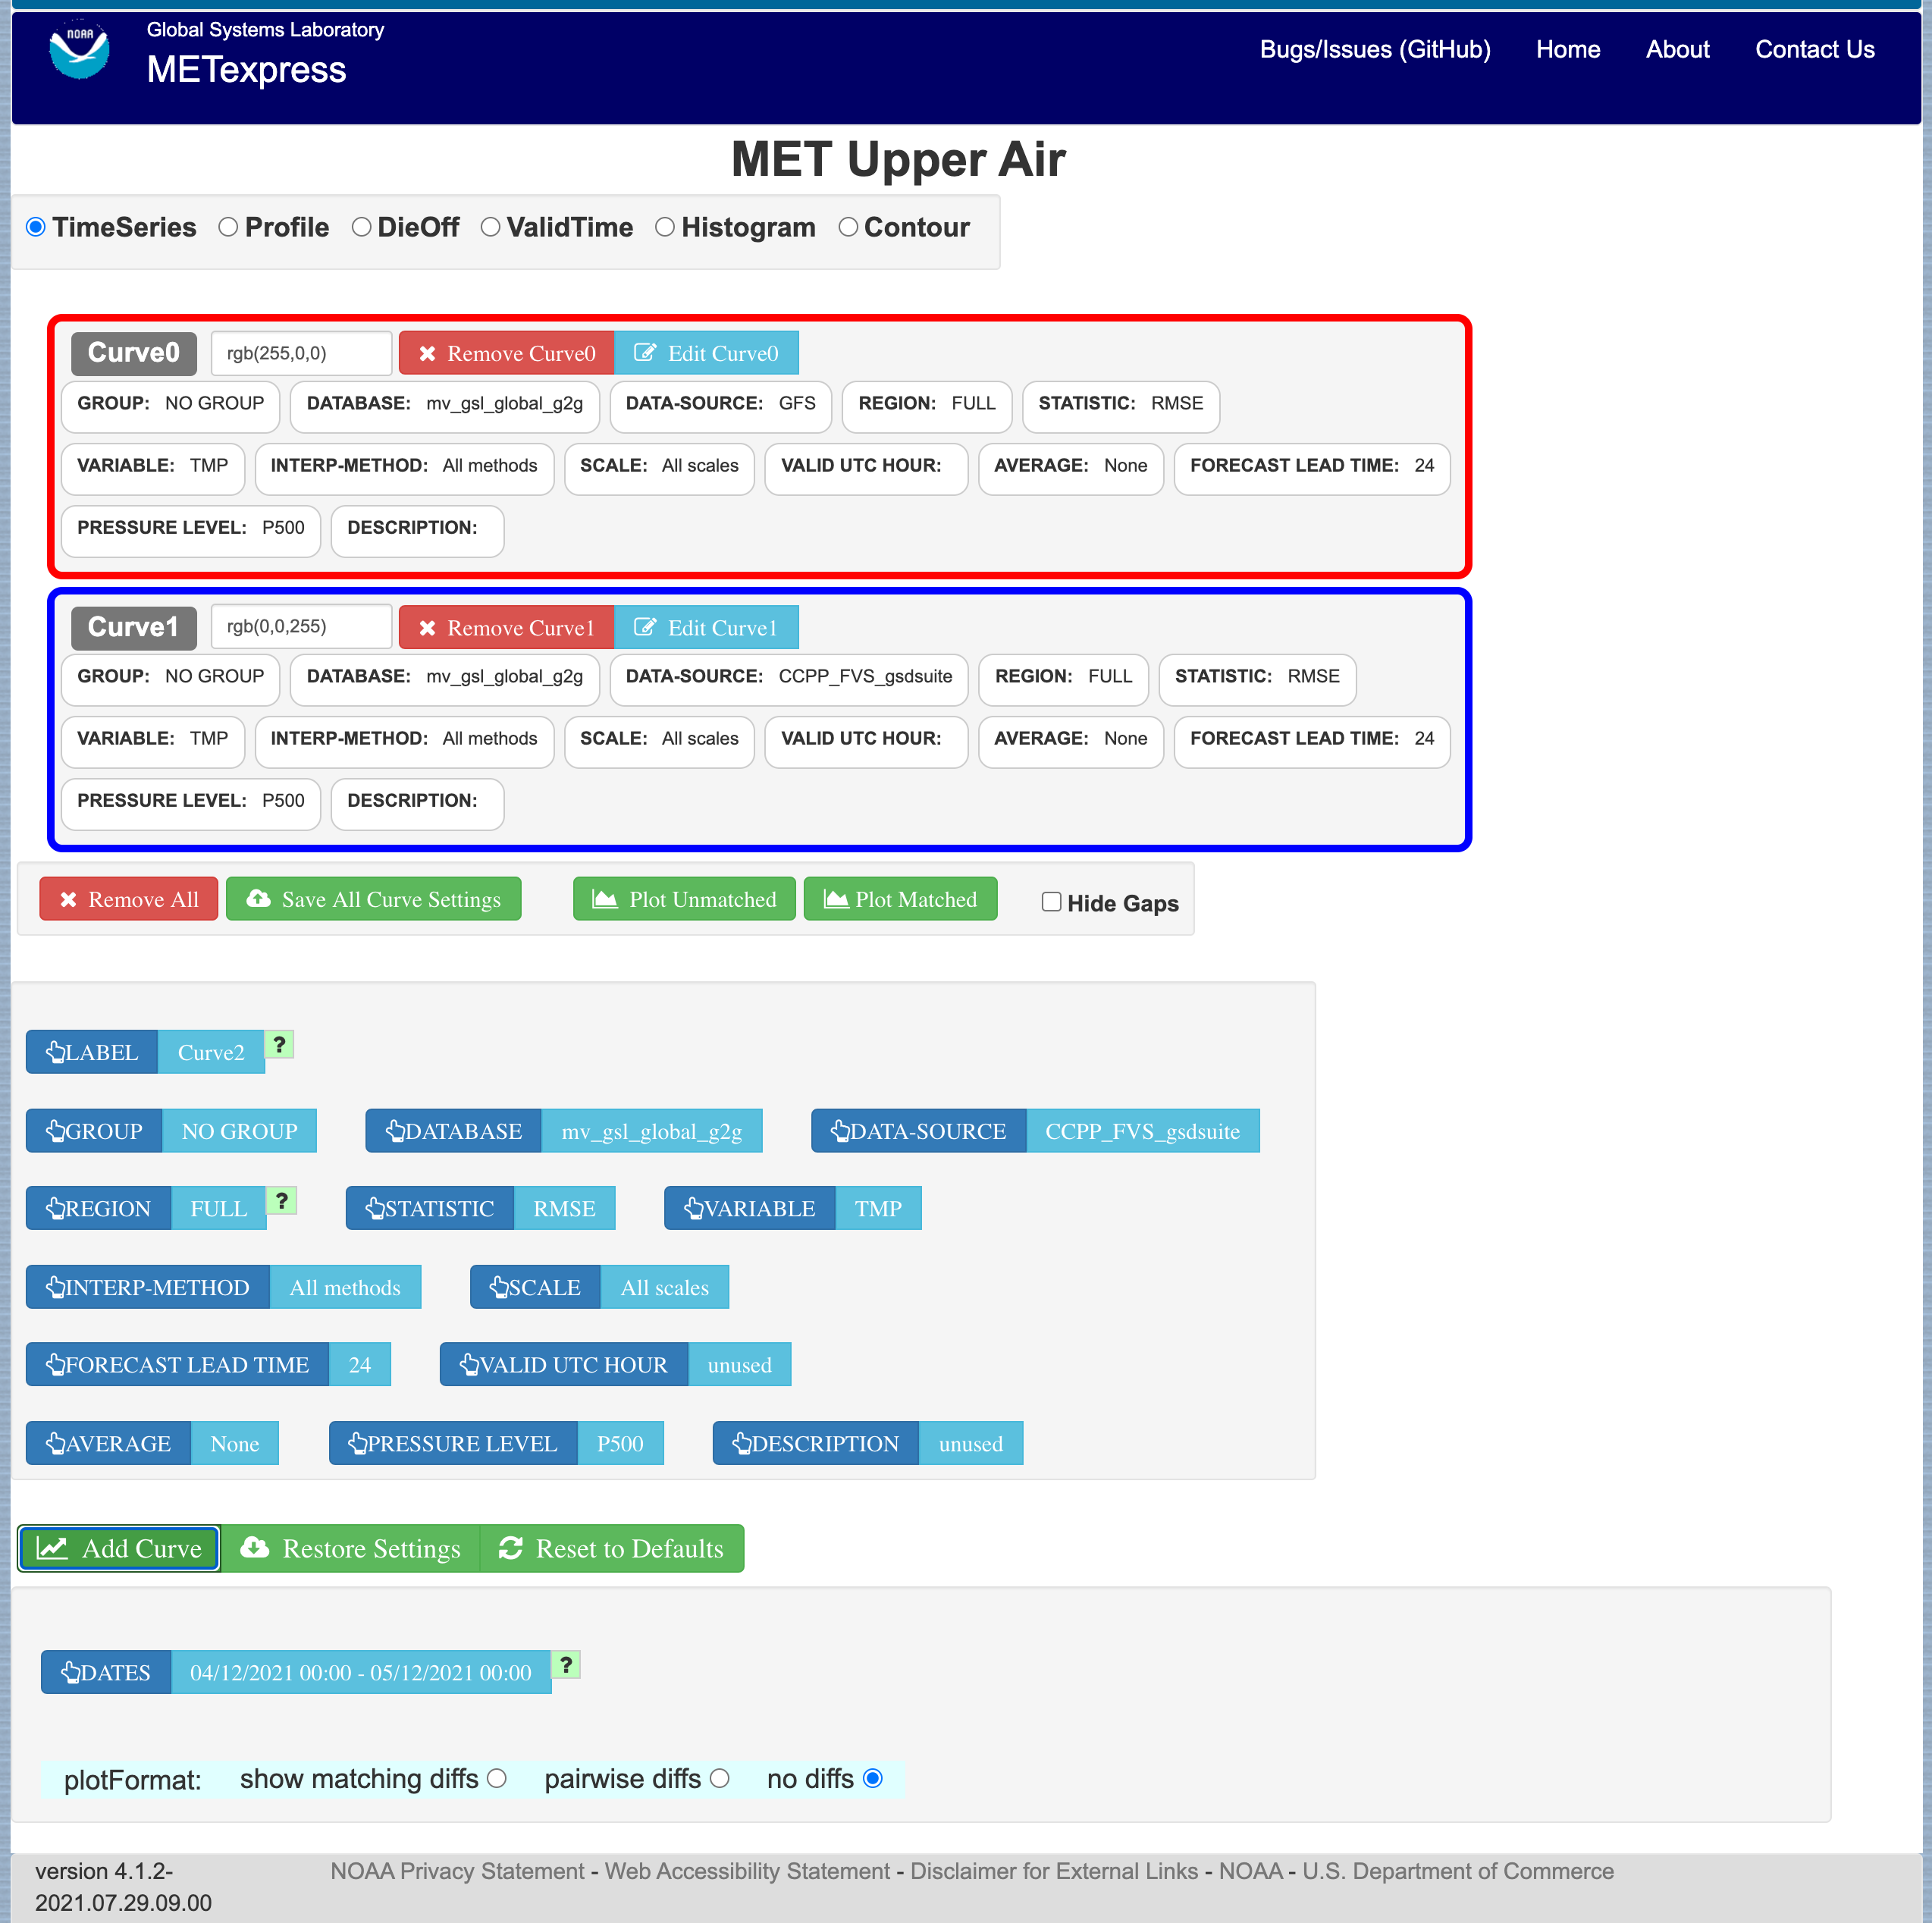 NOAA
Global Systems Laboratory
METexpress
Bugs/Issues (GitHub) Home About Contact Us
MET Upper Air
TimeSeries Profile DieOff ValidTime Histogram Contour
Curve0 rgb(255,0,0) Remove Curve0 Edit Curve0
GROUP: NO GROUP DATABASE: mv_gsl_global_g2g DATA-SOURCE: GFS REGION: FULL STATISTIC: RMSE
VARIABLE: TMP INTERP-METHOD: All methods SCALE: All scales VALID UTC HOUR: AVERAGE: None FORECAST LEAD TIME: 24
PRESSURE LEVEL: P500 DESCRIPTION:
Curve1 rgb(0,0,255) Remove Curve1 Edit Curve1
GROUP: NO GROUP DATABASE: mv_gsl_global_g2g DATA-SOURCE: CCPP_FVS_gsdsuite REGION: FULL STATISTIC: RMSE
VARIABLE: TMP INTERP-METHOD: All methods SCALE: All scales VALID UTC HOUR: AVERAGE: None FORECAST LEAD TIME: 24
PRESSURE LEVEL: P500 DESCRIPTION:
Remove All Save All Curve Settings Plot Unmatched Plot Matched Hide Gaps
LABEL Curve2 ?
GROUP NO GROUP DATABASE mv_gsl_global_g2g DATA-SOURCE CCPP_FVS_gsdsuite
REGION FULL ? STATISTIC RMSE VARIABLE TMP
INTERP-METHOD All methods SCALE All scales
FORECAST LEAD TIME 24 VALID UTC HOUR unused
AVERAGE None PRESSURE LEVEL P500 DESCRIPTION unused
Add Curve Restore Settings Reset to Defaults
DATES 04/12/2021 00:00 - 05/12/2021 00:00 ?
plotFormat: show matching diffs pairwise diffs no diffs
version 4.1.2- NOAA Privacy Statement - Web Accessibility Statement - Disclaimer for External Links - NOAA - U.S. Department of Commerce
2021.07.29.09.00